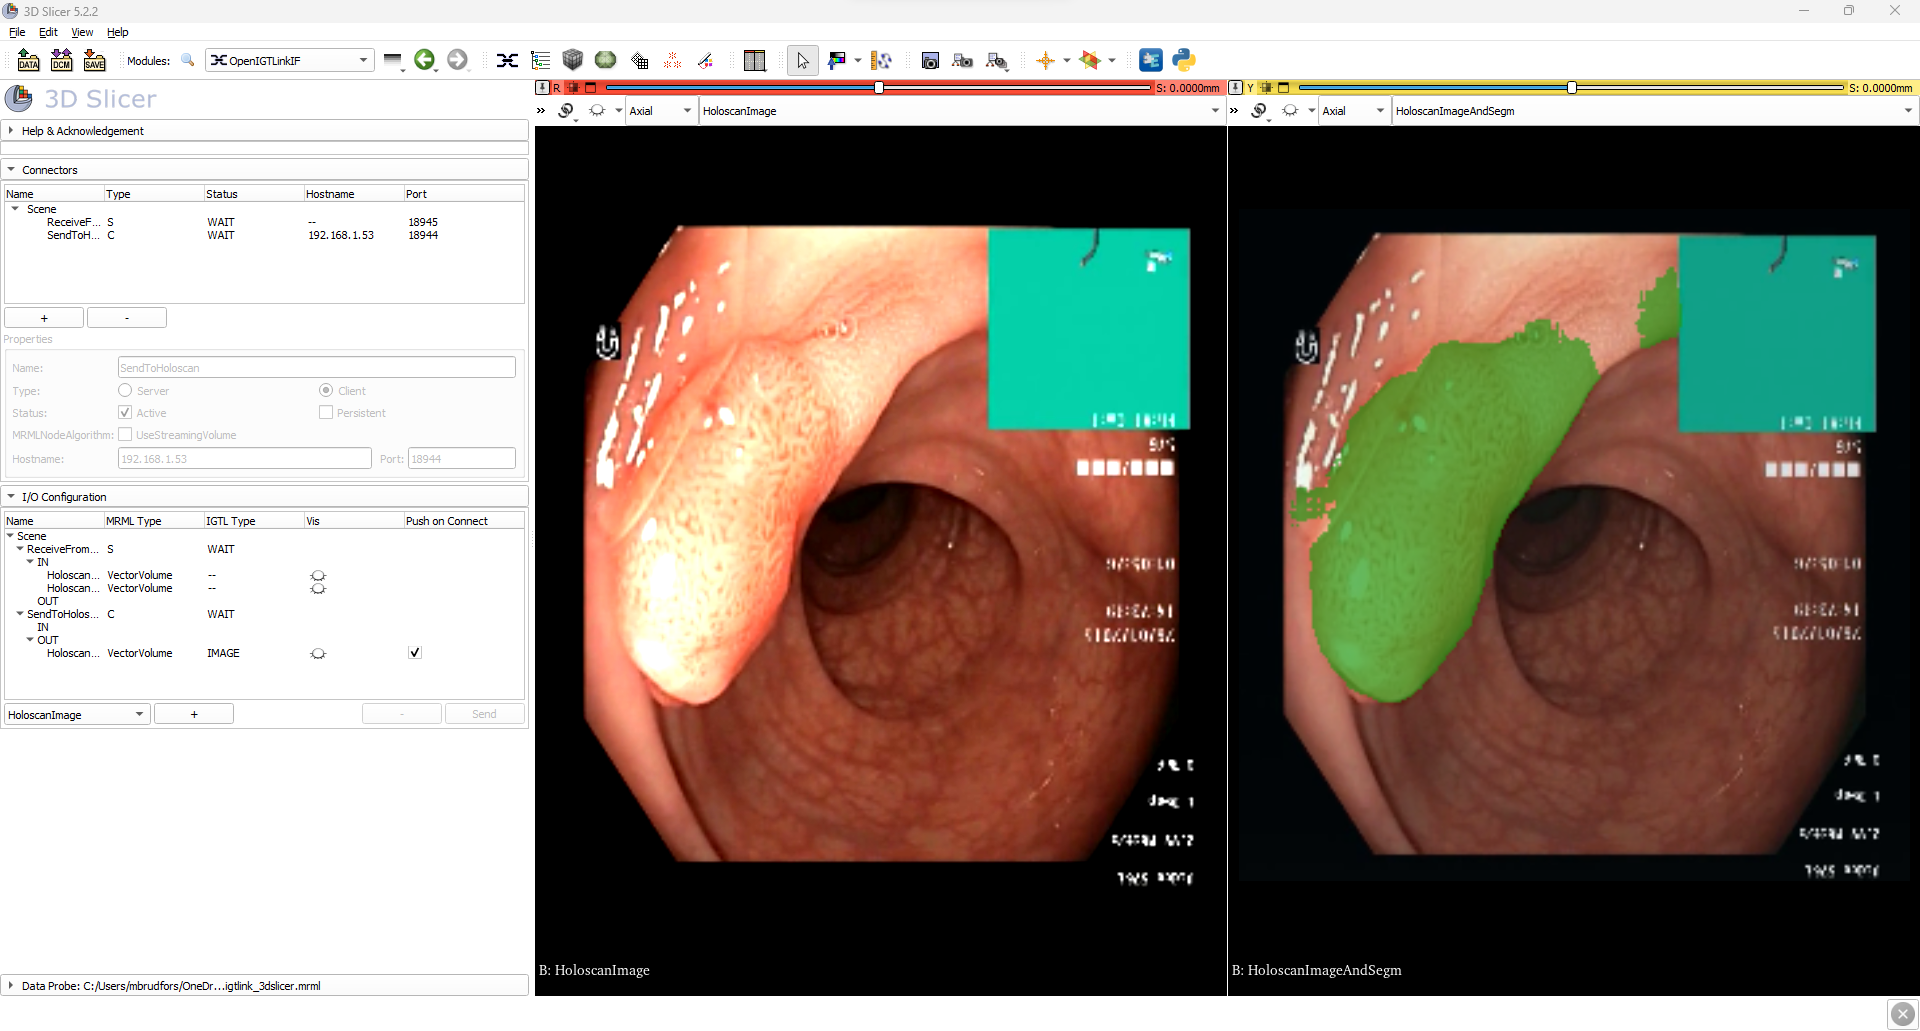 3D Slicer 5.2.2
File Edit View Help
DATA DCM SAVE Modules: OpenIGTLinkIF
3D Slicer
Help & Acknowledgement
Connectors
Name Type Status Hostname Port
Scene
ReceiveF... S WAIT -- 18945
SendToH... C WAIT 192.168.1.53 18944
+ -
Properties
Name: SendToHoloscan
Type: Server Client
Status: Active Persistent
MRMLNodeAlgorithm: UseStreamingVolume
Hostname: 192.168.1.53 Port: 18944
I/O Configuration
Name MRML Type IGTL Type Vis Push on Connect
Scene
ReceiveFrom... S WAIT
IN
Holoscan... VectorVolume --
Holoscan... VectorVolume --
OUT
SendToHolos... C WAIT
IN
OUT
Holoscan... VectorVolume IMAGE
HoloscanImage + - Send
Data Probe: C:/Users/mbrudfors/OneDr...igtlink_3dslicer.mrml
R S: 0.0000mm
Axial HoloscanImage
B: HoloscanImage
Y S: 0.0000mm
Axial HoloscanImageAndSegm
B: HoloscanImageAndSegm